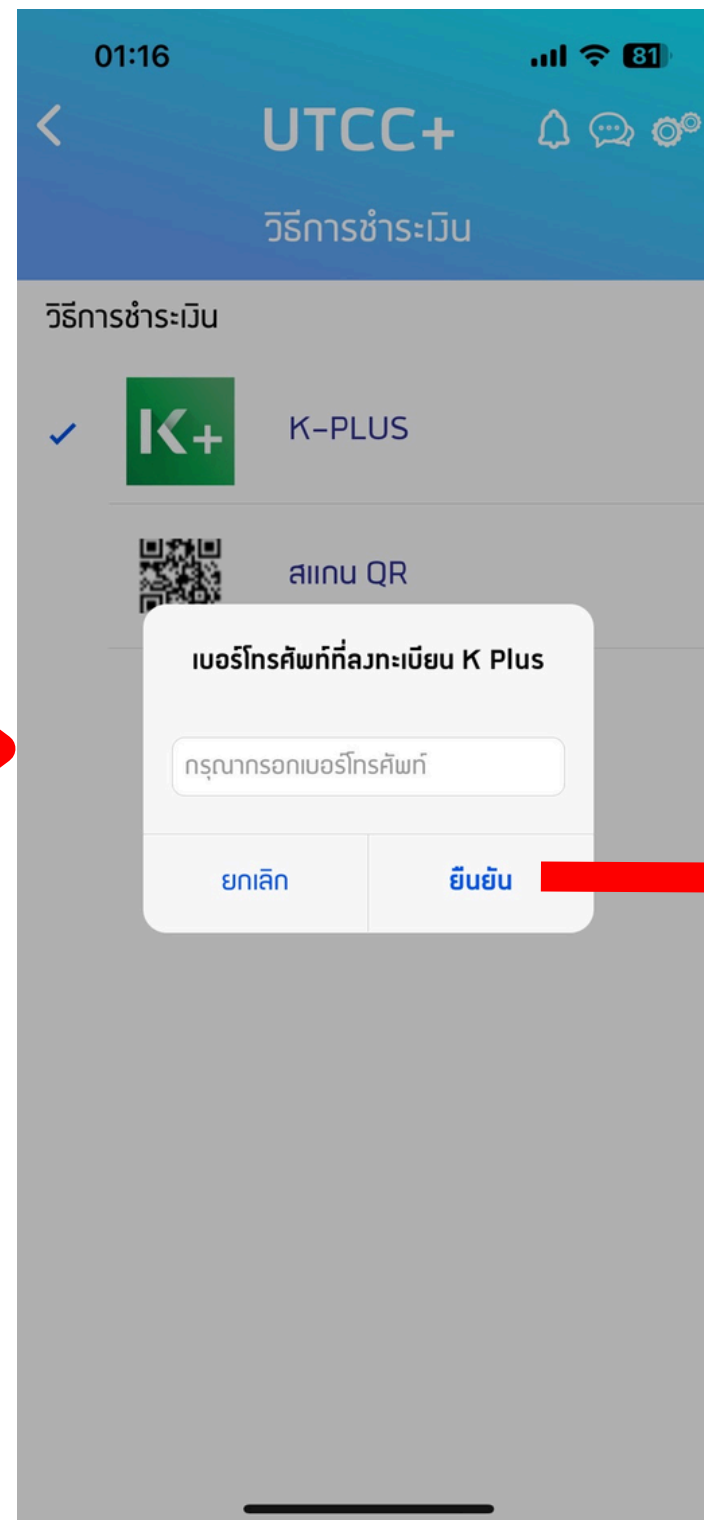 01:16
81
UTCC+
วิธีการชำระเงิน
วิธีการชำระเงิน
K+
K-PLUS
สแกน QR
เบอร์โทรศัพท์ที่ลงทะเบียน K Plus
กรุณากรอกเบอร์โทรศัพท์
ยกเลิก
ยืนยัน